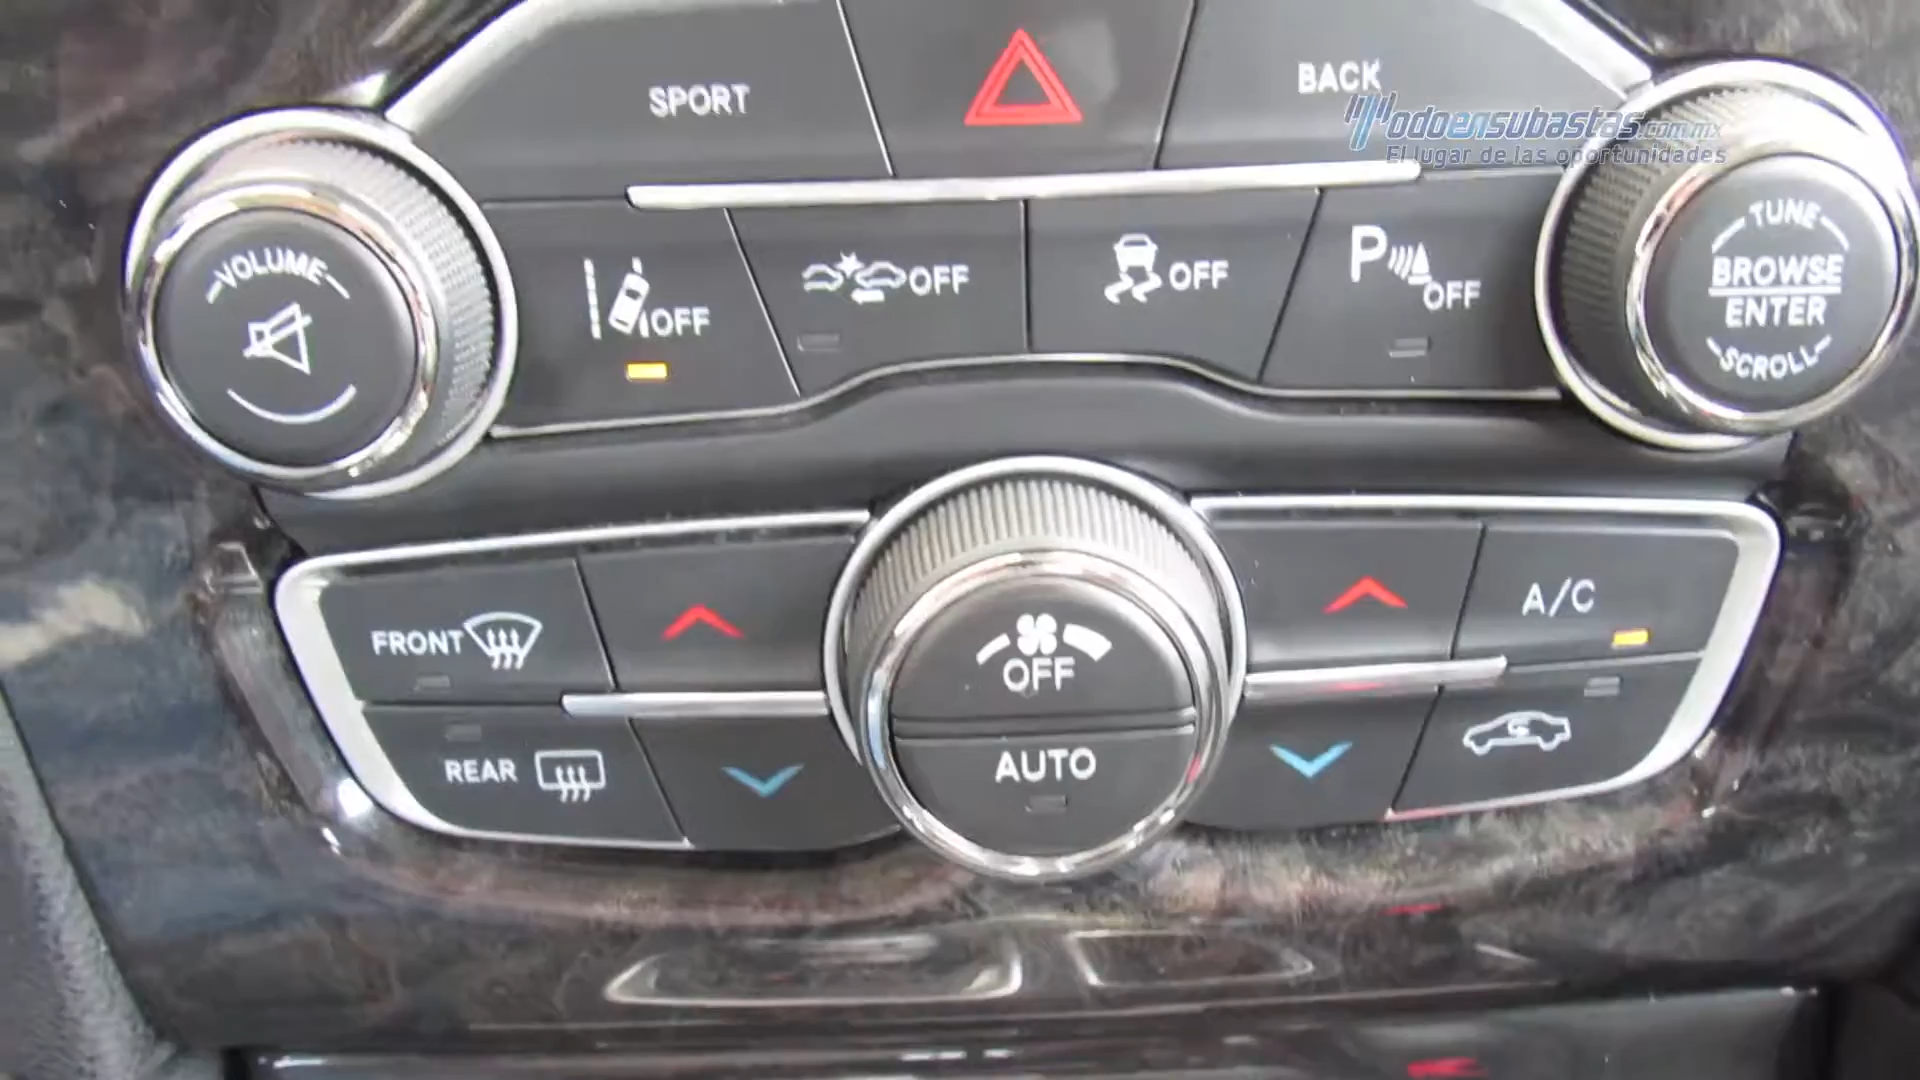 SPORT
BACK
Todoensubastas.com.mx
El lugar de las oportunidades
VOLUME
OFF
OFF
OFF
P
OFF
TUNE
BROWSE
ENTER
SCROLL
FRONT
OFF
A/C
REAR
AUTO